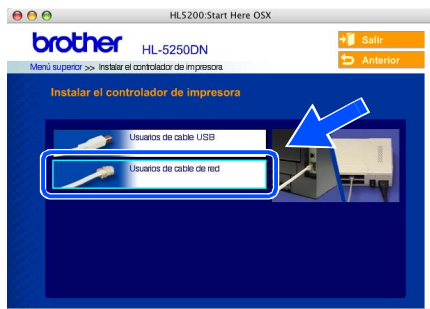 HL5200:Start Here OSX
brother
HL-5250DN
Salir
Anterior
Menú superior >> Instalar el controlador de impresora
Instalar el controlador de impresora
Usuarios de cable USB
Usuarios de cable de red